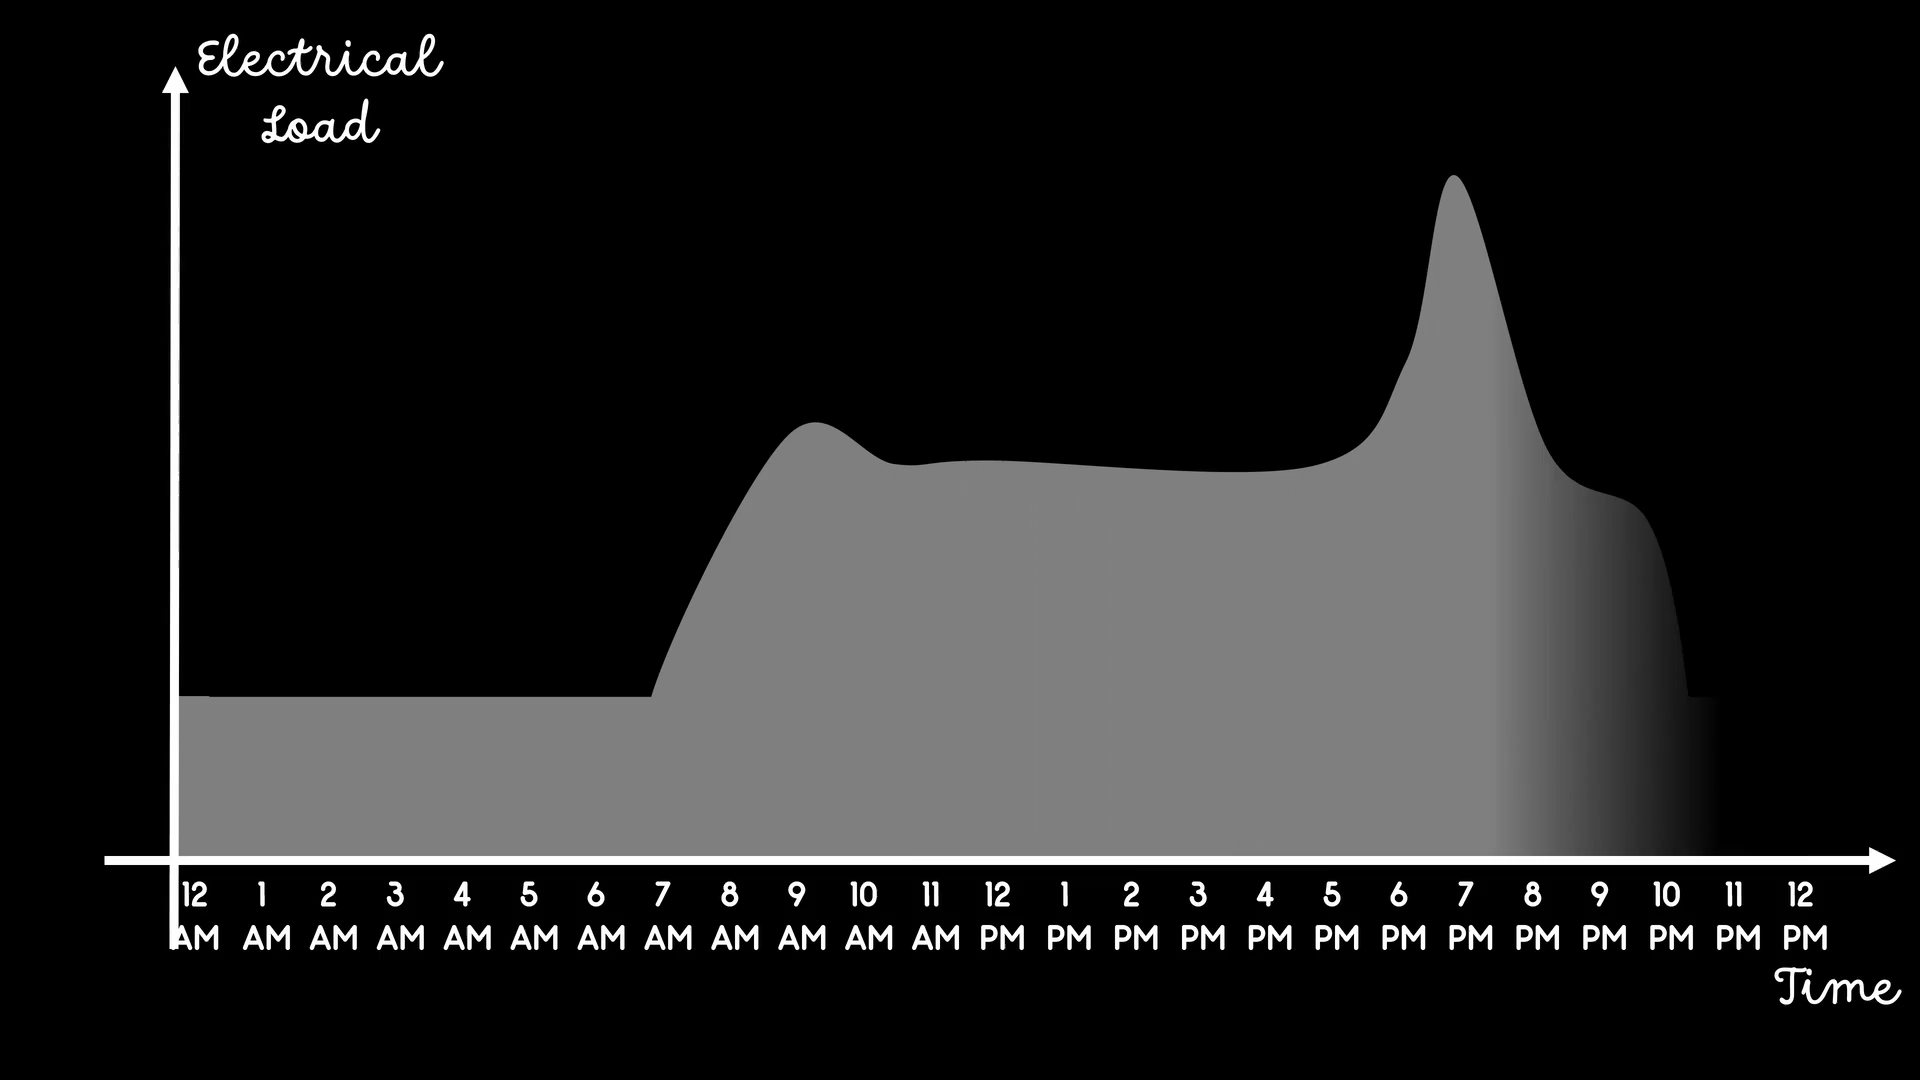 Electrical
Load
12 1 2 3 4 5 6 7 8 9 10 11 12 1 2 3 4 5 6 7 8 9 10 11 12
AM AM AM AM AM AM AM AM AM AM AM AM PM PM PM PM PM PM PM PM PM PM PM PM PM
Time